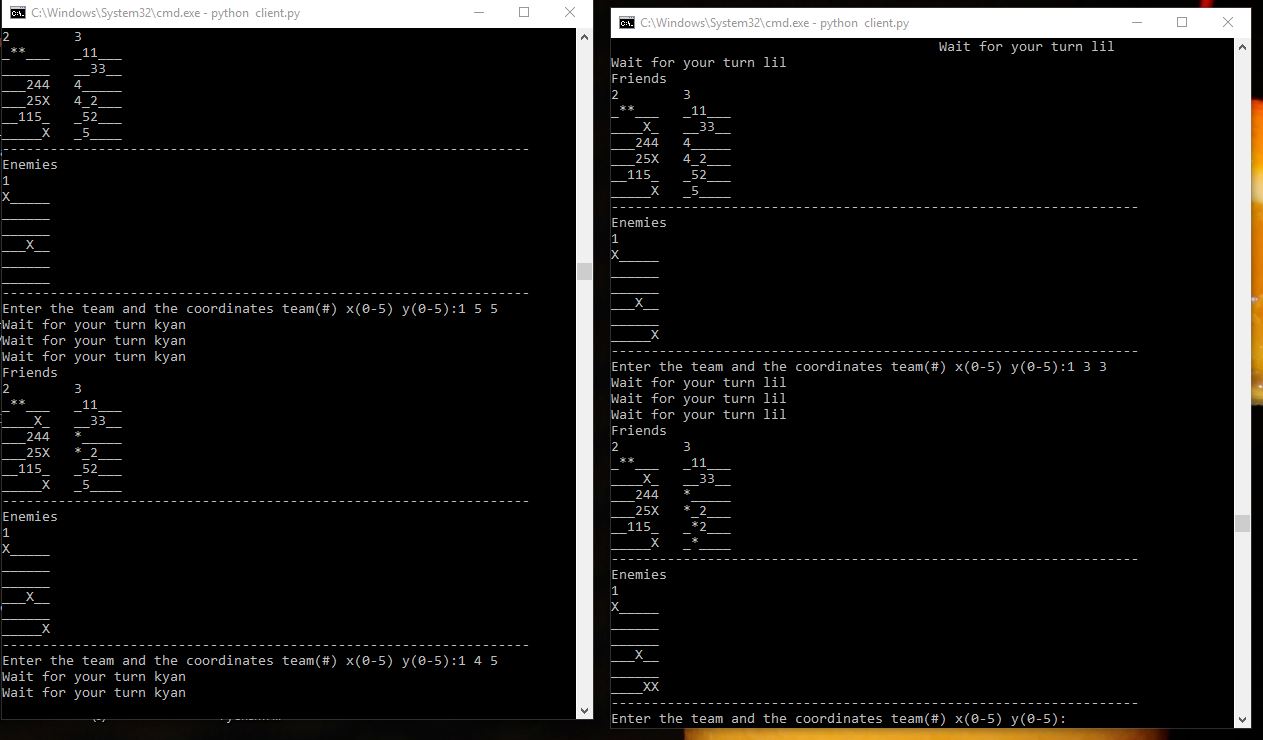 C:\Windows\System32\cmd.exe - python  client.py
2        3
_**___   _11___
______   __33__
___244   4_____
___25X   4_2___
__115_   _52___
_____X   _5____
------------------------------------------------------------------
Enemies
1
X_____
______
______
___X__
______
______
------------------------------------------------------------------
Enter the team and the coordinates team(#) x(0-5) y(0-5):1 5 5
Wait for your turn kyan
Wait for your turn kyan
Wait for your turn kyan
Friends
2        3
_**___   _11___
____X_   __33__
___244   *_____
___25X   *_2___
__115_   _52___
_____X   _5____
------------------------------------------------------------------
Enemies
1
X_____
______
______
___X__
______
_____X
------------------------------------------------------------------
Enter the team and the coordinates team(#) x(0-5) y(0-5):1 4 5
Wait for your turn kyan
Wait for your turn kyan
C:\Windows\System32\cmd.exe - python  client.py
Wait for your turn lil
Wait for your turn lil
Friends
2        3
_**___   _11___
____X_   __33__
___244   4_____
___25X   4_2___
__115_   _52___
_____X   _5____
------------------------------------------------------------------
Enemies
1
X_____
______
______
___X__
______
_____X
------------------------------------------------------------------
Enter the team and the coordinates team(#) x(0-5) y(0-5):1 3 3
Wait for your turn lil
Wait for your turn lil
Wait for your turn lil
Friends
2        3
_**___   _11___
____X_   __33__
___244   *_____
___25X   *_2___
__115_   _*2___
_____X   _*____
------------------------------------------------------------------
Enemies
1
X_____
______
______
___X__
______
____XX
------------------------------------------------------------------
Enter the team and the coordinates team(#) x(0-5) y(0-5):